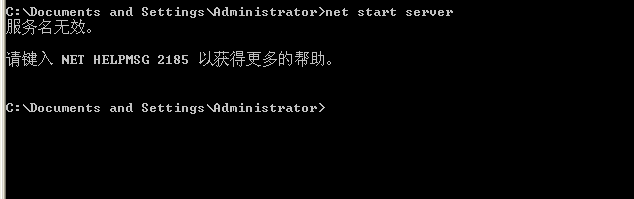 C:\Documents and Settings\Administrator>net start server
服务名无效。
请键入 NET HELPMSG 2185 以获得更多的帮助。
C:\Documents and Settings\Administrator>